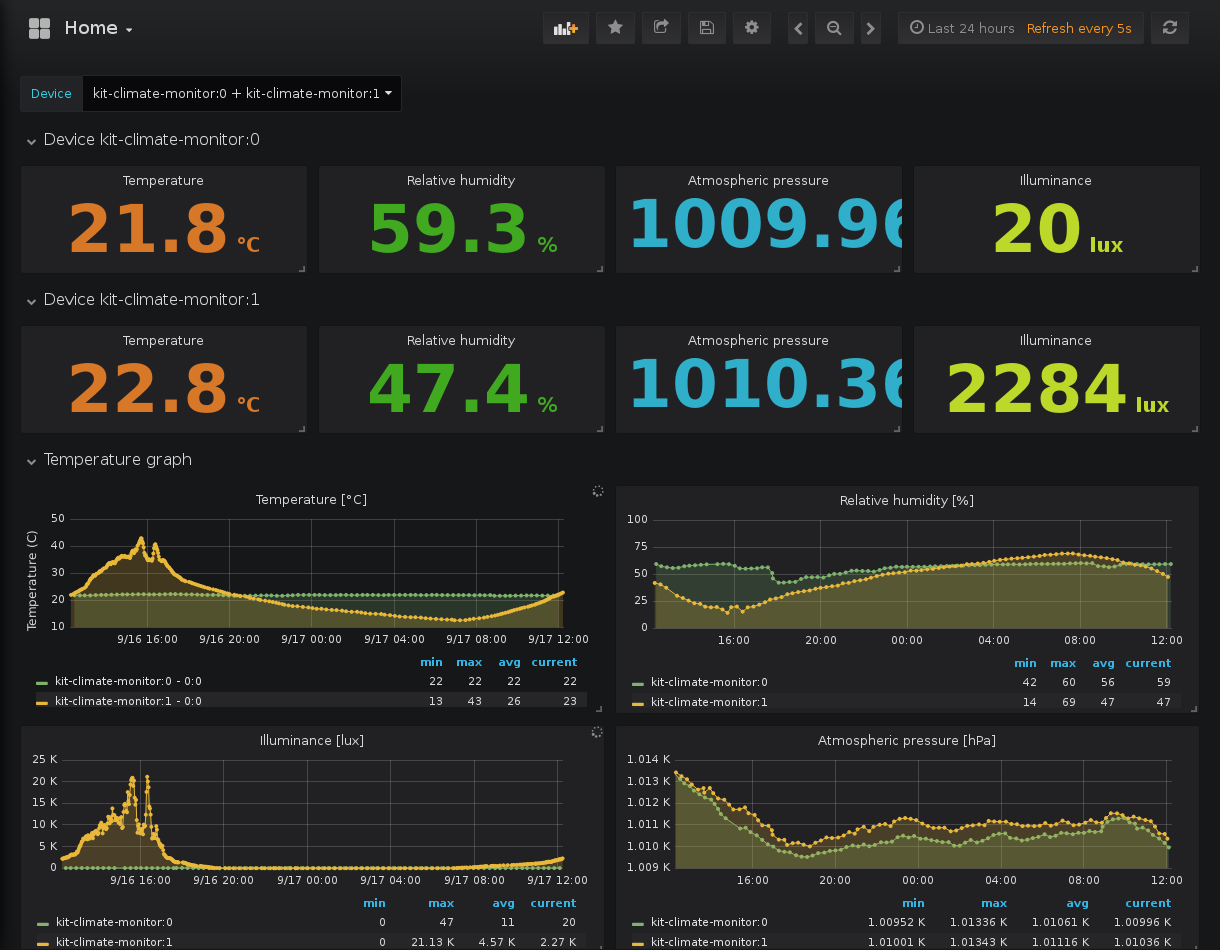 Home
Last 24 hours Refresh every 5s
Device kit-climate-monitor:0 + kit-climate-monitor:1
Device kit-climate-monitor:0
Temperature Relative humidity Atmospheric pressure Illuminance
21.8 °C 59.3 % 1009.96 20 lux
Device kit-climate-monitor:1
Temperature Relative humidity Atmospheric pressure Illuminance
22.8 °C 47.4 % 1010.36 2284 lux
Temperature graph
Temperature [°C]
Temperature (C)
50
40
30
20
10
9/16 16:00 9/16 20:00 9/17 00:00 9/17 04:00 9/17 08:00 9/17 12:00
min max avg current
kit-climate-monitor:0 - 0:0 22 22 22 22
kit-climate-monitor:1 - 0:0 13 43 26 23
Relative humidity [%]
100
75
50
25
0
16:00 20:00 00:00 04:00 08:00 12:00
min max avg current
kit-climate-monitor:0 42 60 56 59
kit-climate-monitor:1 14 69 47 47
Illuminance [lux]
25 K
20 K
15 K
10 K
5 K
0
9/16 16:00 9/16 20:00 9/17 00:00 9/17 04:00 9/17 08:00 9/17 12:00
min max avg current
kit-climate-monitor:0 0 47 11 20
kit-climate-monitor:1 0 21.13 K 4.57 K 2.27 K
Atmospheric pressure [hPa]
1.014 K
1.013 K
1.012 K
1.011 K
1.010 K
1.009 K
16:00 20:00 00:00 04:00 08:00 12:00
min max avg current
kit-climate-monitor:0 1.00952 K 1.01336 K 1.01061 K 1.00996 K
kit-climate-monitor:1 1.01001 K 1.01343 K 1.01116 K 1.01036 K